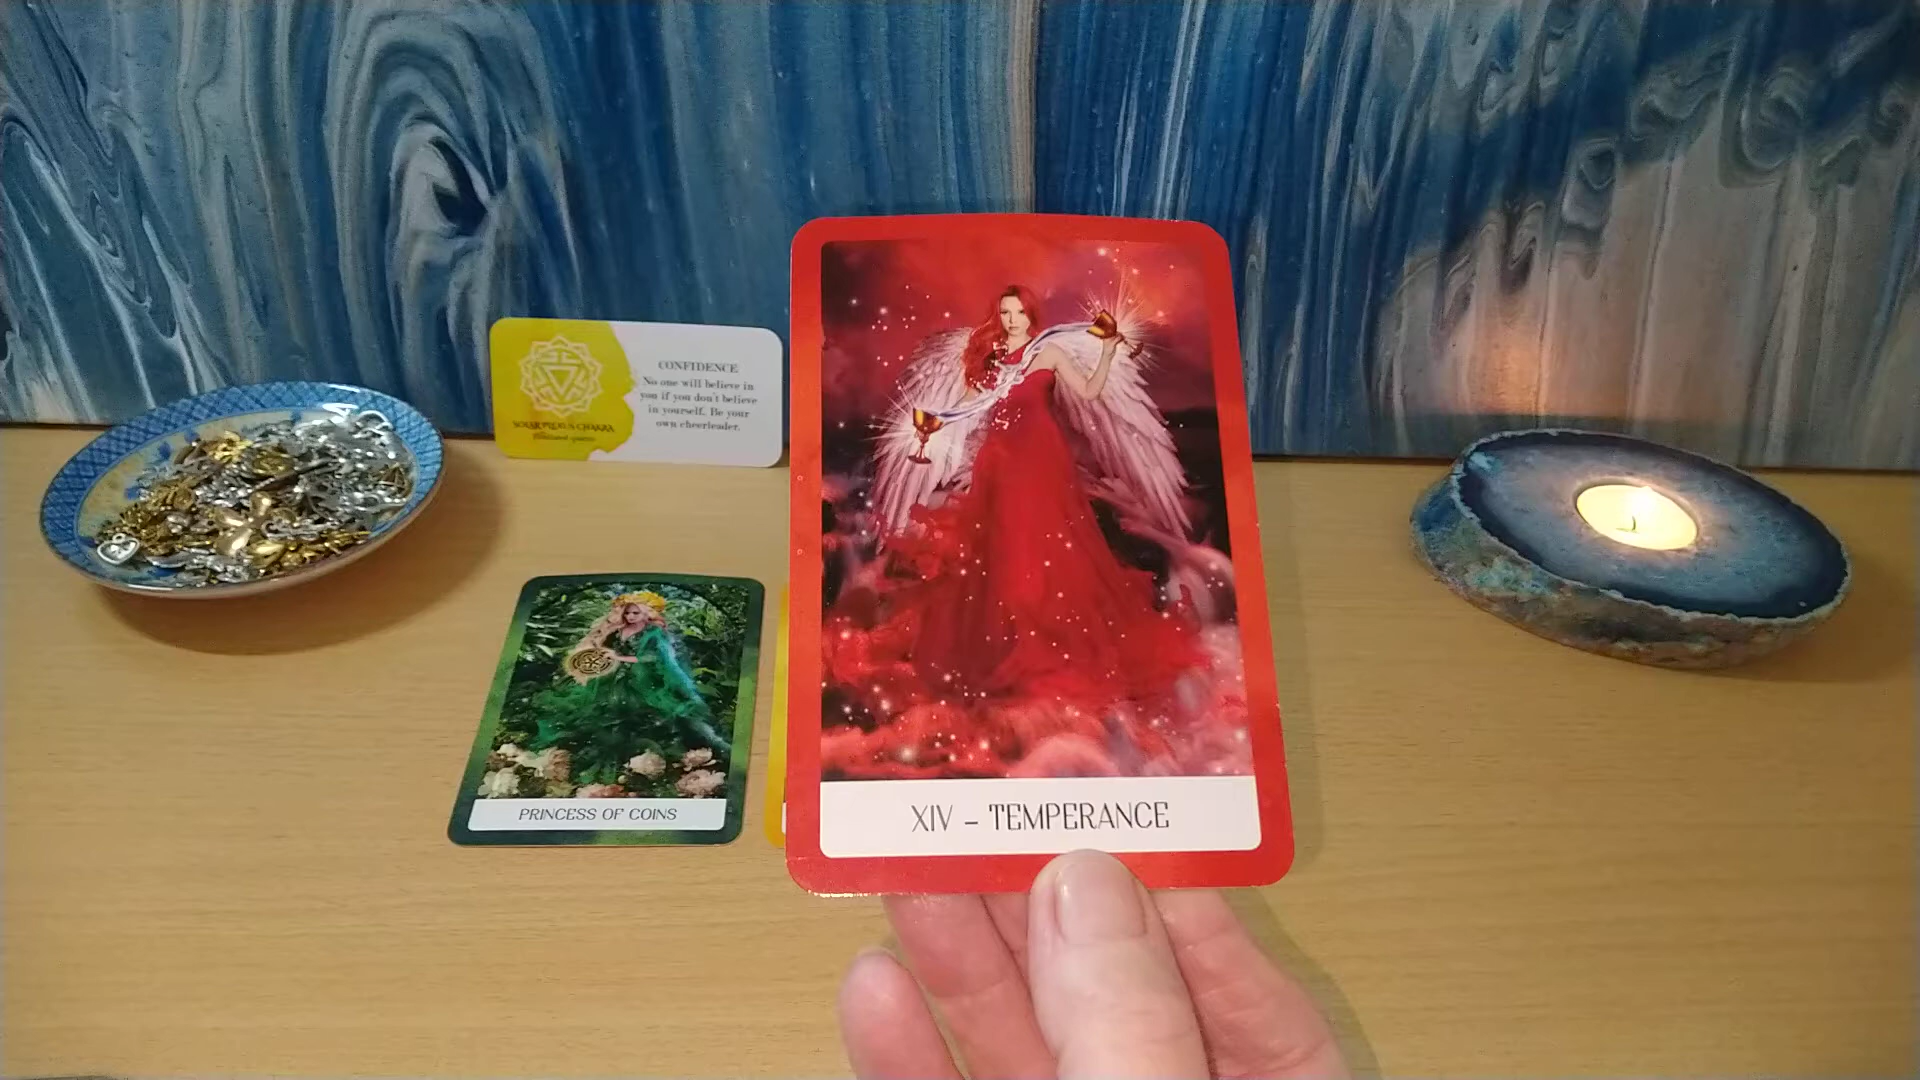 CONFIDENCE
No one will believe in
you if you don't believe
in yourself. Be your
own cheerleader.
SOLAR PLEXUS CHAKRA
XIV – TEMPERANCE
PRINCESS OF COINS